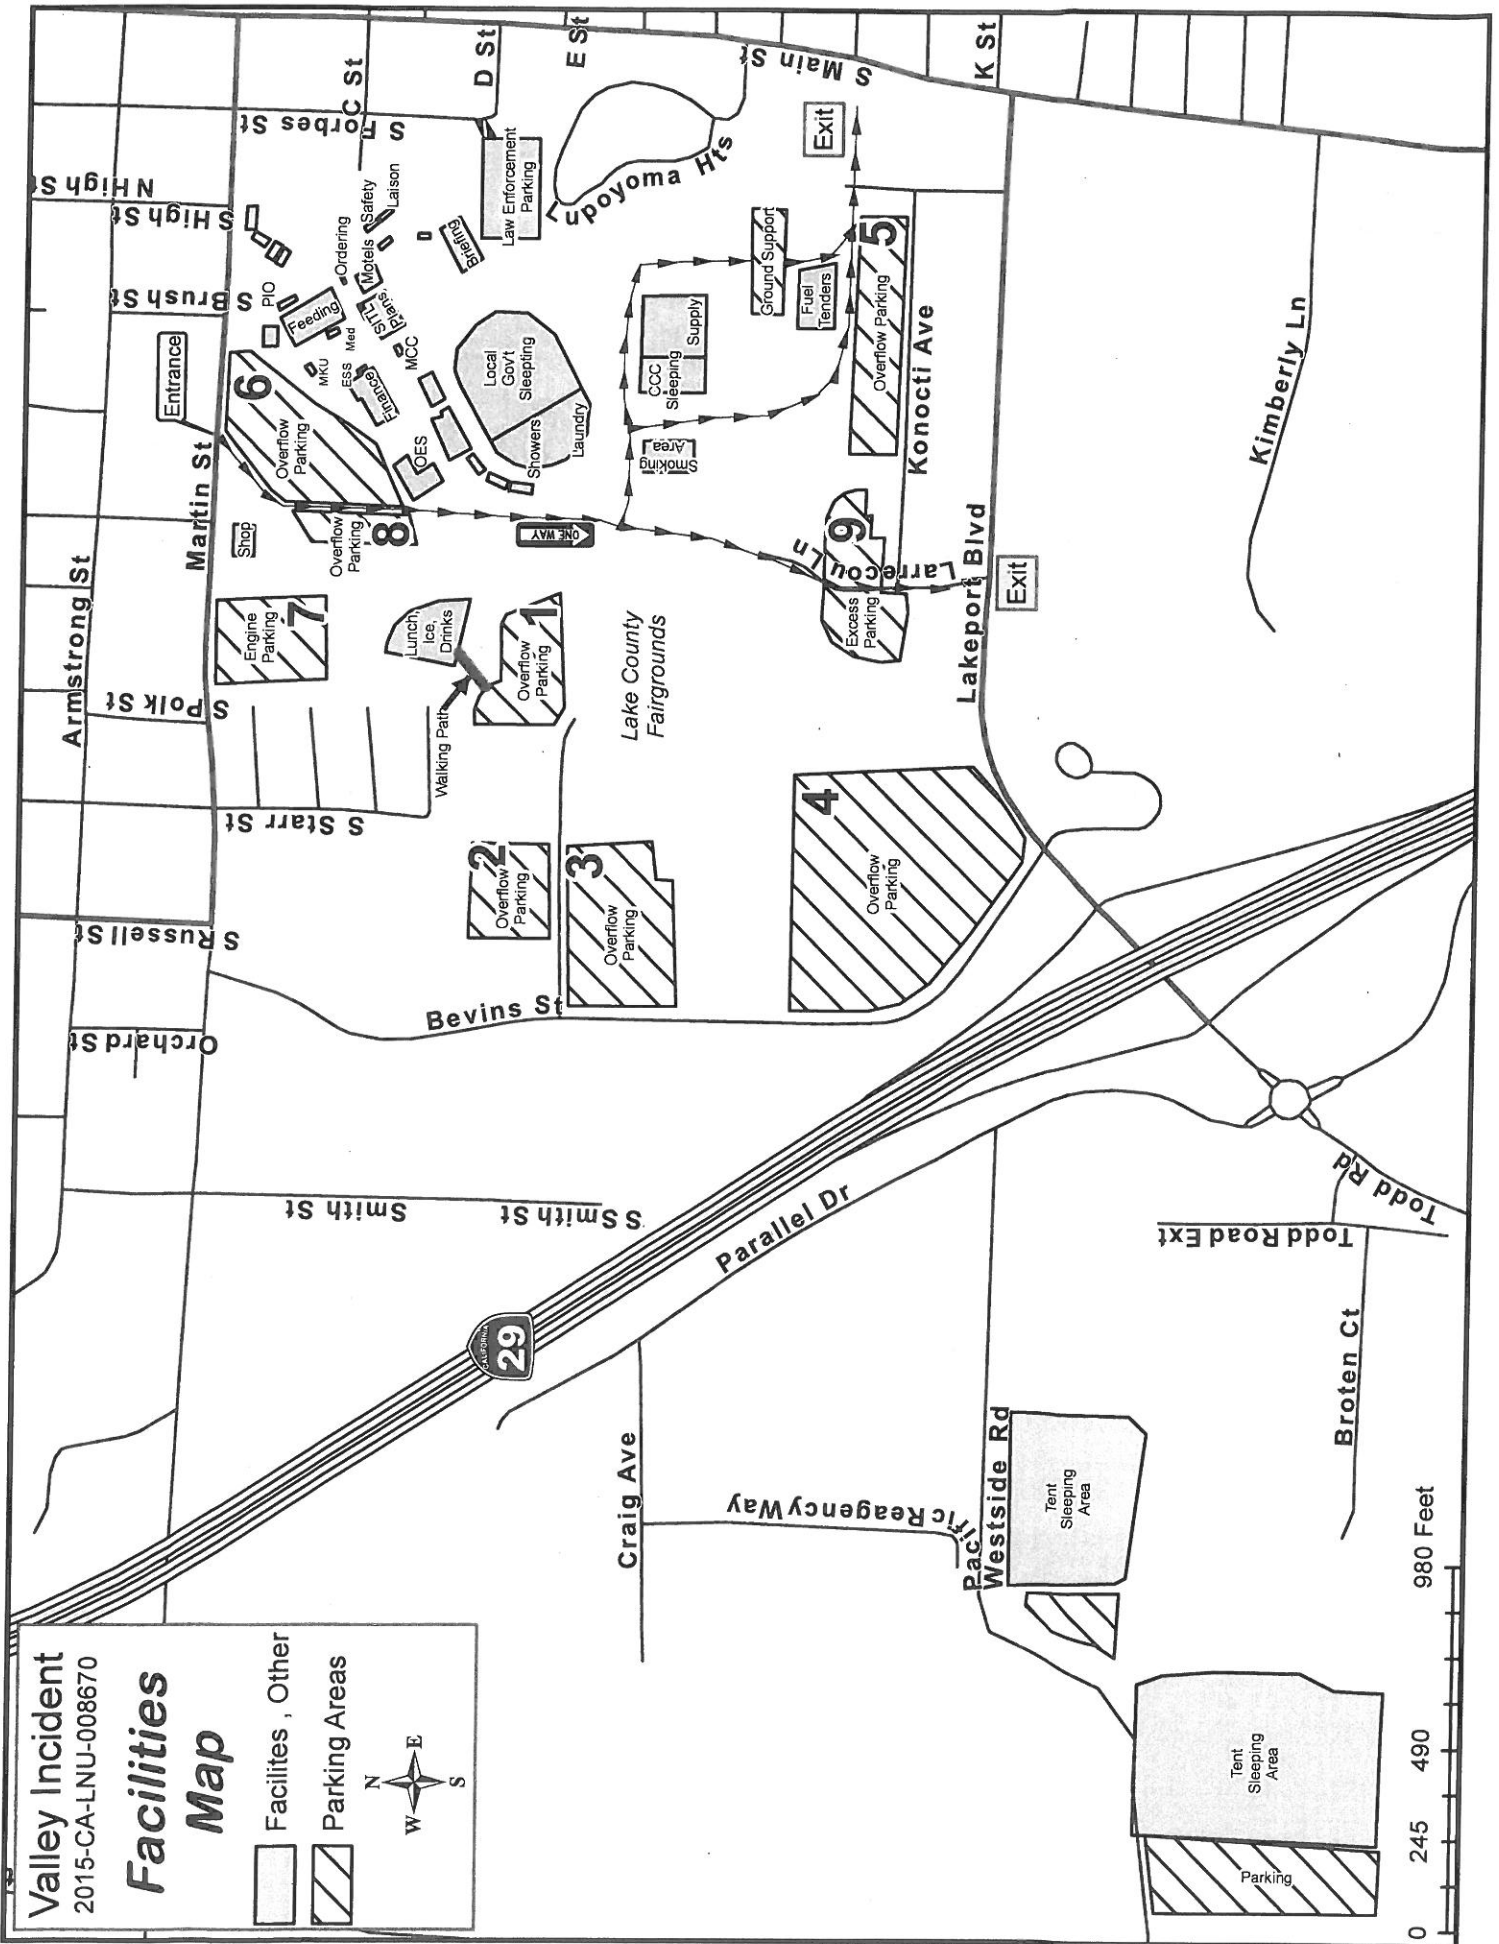 Valley Incident
2015-CA-LNU-008670
Facilities
Map
Facilites , Other
Parking Areas
N
W
E
S
0
245
490
980 Feet
CALIFORNIA
29
Armstrong St
Martin St
Orchard St
S Russell St
S Starr St
S Polk St
S Brush St
S High St
N High St
S Forbes St
C St
D St
E St
K St
S Main St
Smith St
S Smith St
Bevins St
Parallel Dr
Craig Ave
Pacific Reagency Way
Westside Rd
Todd Rd
Todd Road Ext
Broten Ct
Kimberly Ln
Lakeport Blvd
Konocti Ave
Larrecou Ln
Lupoyoma Hts
Entrance
Exit
Exit
ONE WAY
Shop
Engine
Parking
7
6
Overflow
Parking
Overflow
Parking
8
PIO
Feeding
Ordering
Motels
Safety
Laison
Plans,
SITL
Med
MKU
ESS
Finance
MCC
OES
Briefing
Law Enforcement
Parking
Local
Gov't
Sleepting
Showers
Laundry
CCC
Sleeping
Supply
Smoking
Area
Ground Support
Fuel
Tenders
5
Overflow Parking
9
Excess
Parking
Lunch,
Ice,
Drinks
Walking Path
1
Overflow
Parking
Lake County
Fairgrounds
2
Overflow
Parking
3
Overflow
Parking
4
Overflow
Parking
Tent
Sleeping
Area
Tent
Sleeping
Area
Parking